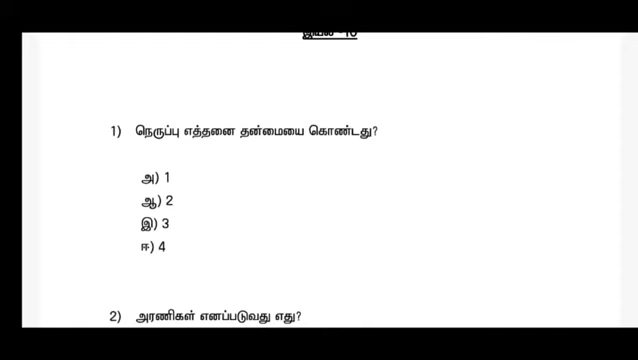 1) நெருப்பு எத்தனை தன்மையை கொண்டது?
அ) 1
ஆ) 2
இ) 3
ஈ) 4
2) அரணிகள் எனப்படுவது எது?